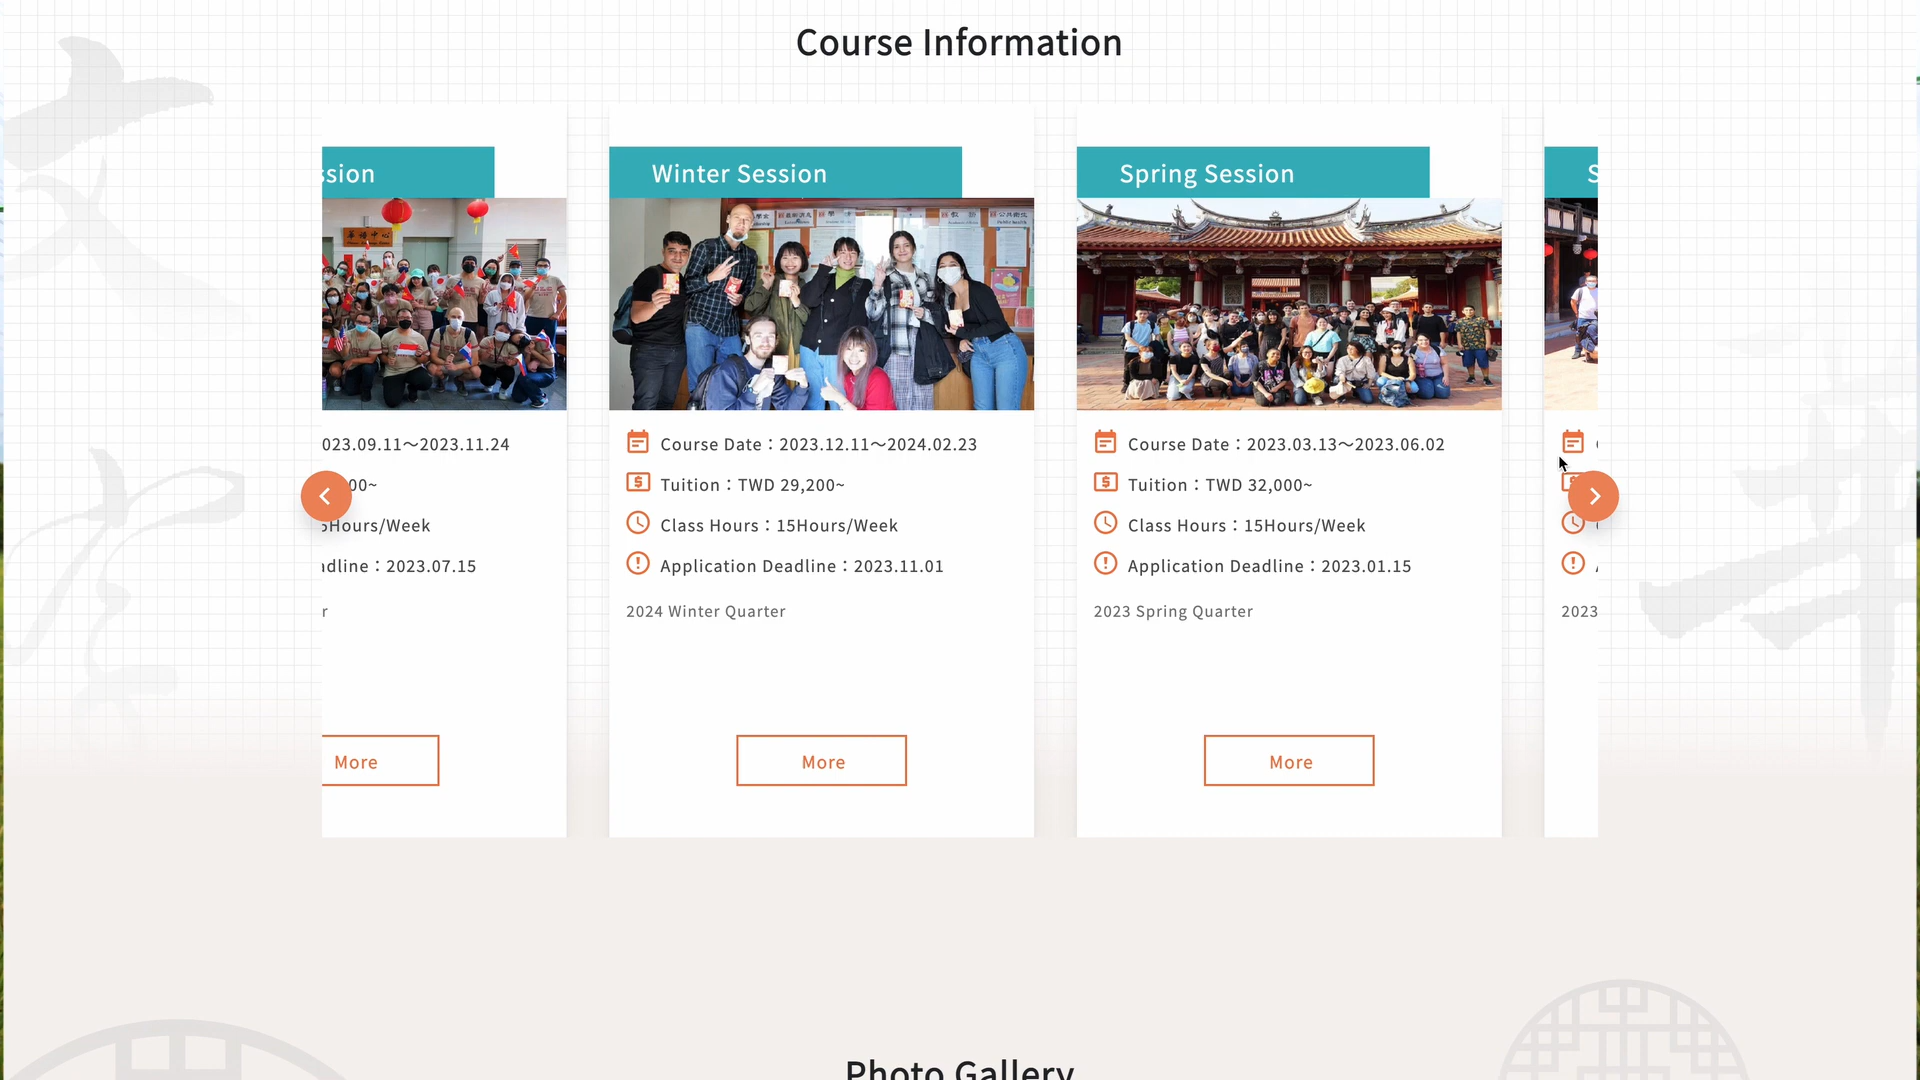 Course Information
ssion
023.09.11～2023.11.24
00~
Hours/Week
dline：2023.07.15
r
More
Winter Session
Course Date：2023.12.11～2024.02.23
Tuition：TWD 29,200~
Class Hours：15Hours/Week
Application Deadline：2023.11.01
2024 Winter Quarter
More
Spring Session
Course Date：2023.03.13～2023.06.02
Tuition：TWD 32,000~
Class Hours：15Hours/Week
Application Deadline：2023.01.15
2023 Spring Quarter
More
S
2023
Photo Gallery